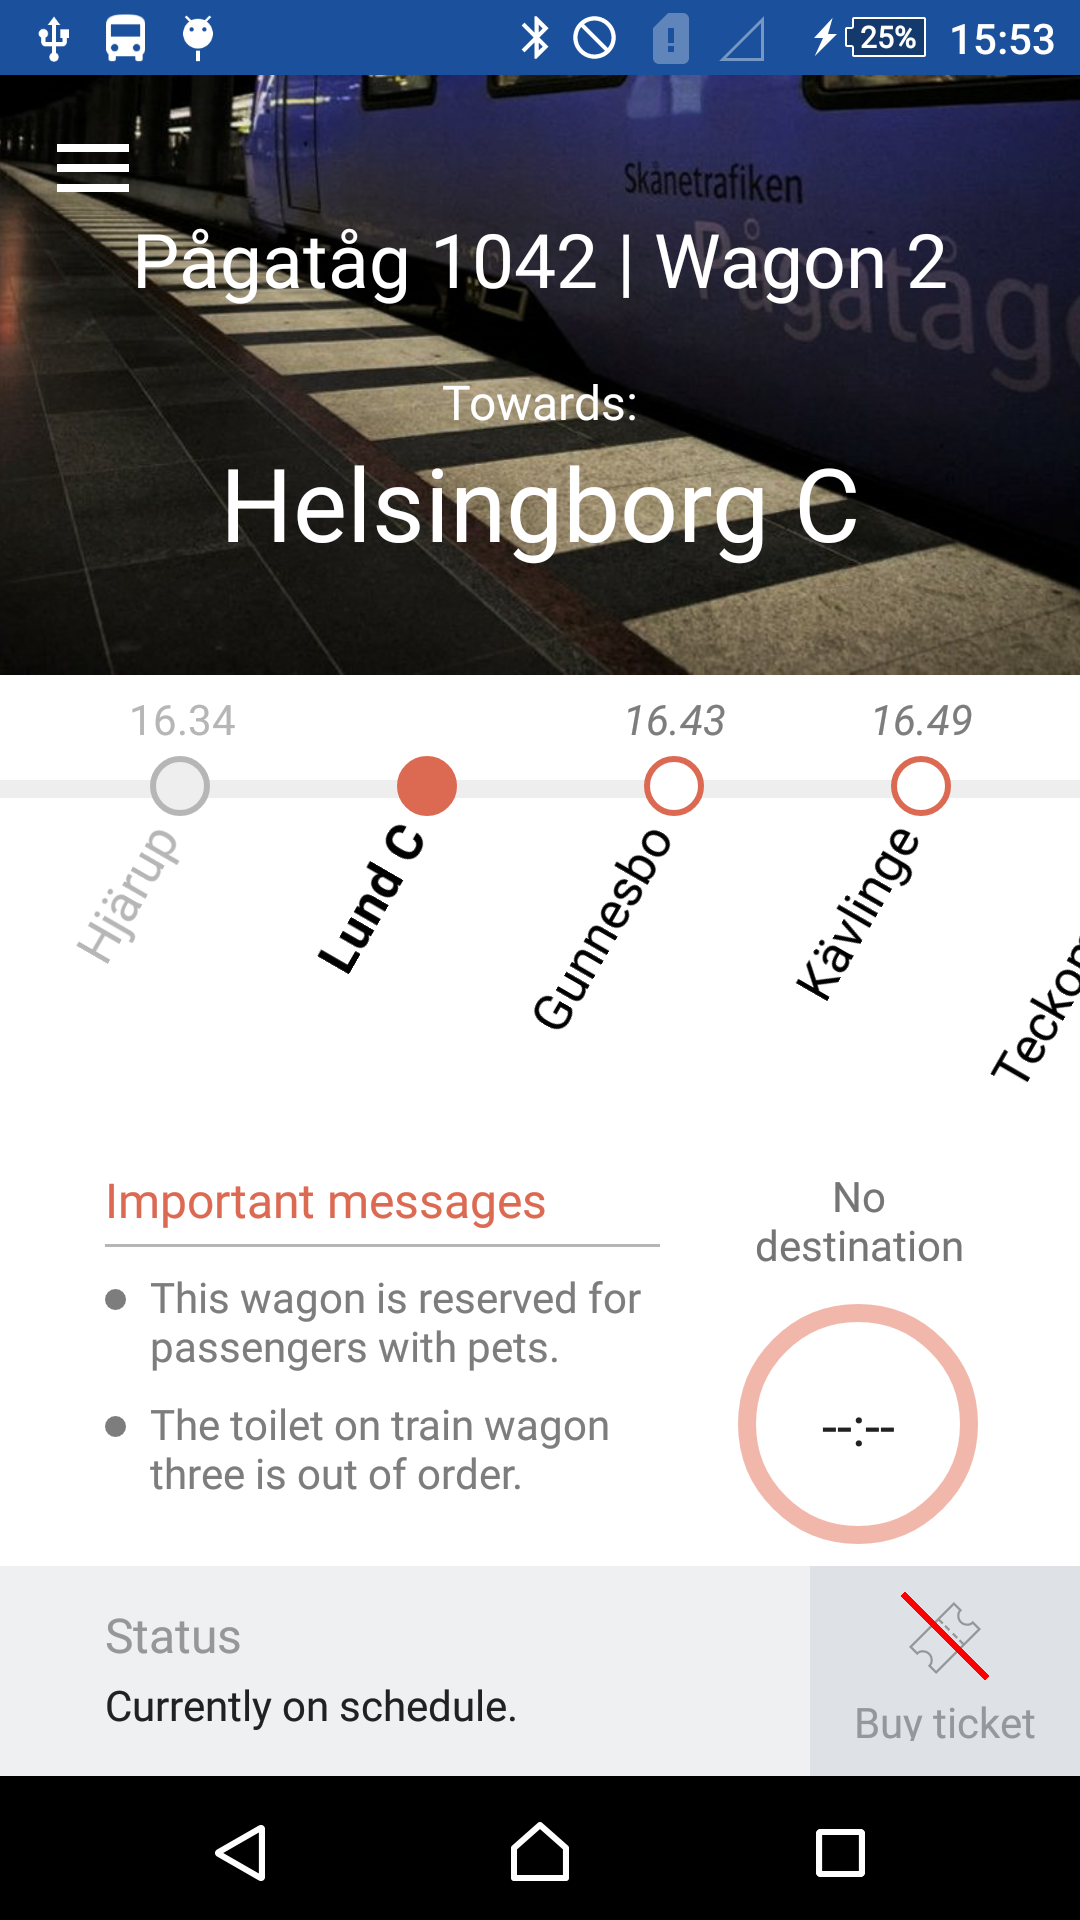 25% 15:53
Skånetrafiken
Pågatåge
Pågatåg 1042 | Wagon 2
Towards:
Helsingborg C
16.34 16.43 16.49
Hjärup
Lund C
Gunnesbo
Kävlinge
Important messages
This wagon is reserved for
passengers with pets.
The toilet on train wagon
three is out of order.
No
destination
--:--
Status
Currently on schedule.
Buy ticket